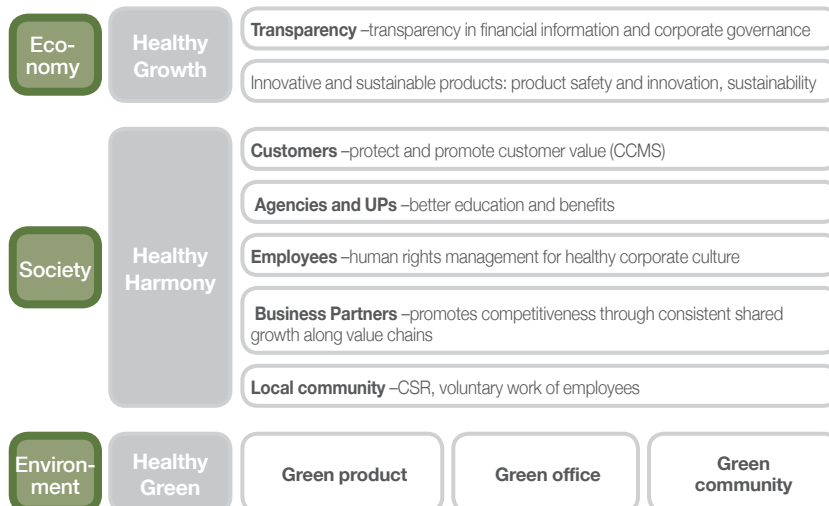 Eco-
nomy
Healthy
Growth
Transparency –transparency in financial information and corporate governance
Innovative and sustainable products: product safety and innovation, sustainability
Society
Healthy
Harmony
Customers –protect and promote customer value (CCMS)
Agencies and UPs –better education and benefits
Employees –human rights management for healthy corporate culture
Business Partners –promotes competitiveness through consistent shared
growth along value chains
Local community –CSR, voluntary work of employees
Environ-
ment
Healthy
Green
Green product
Green office
Green
community